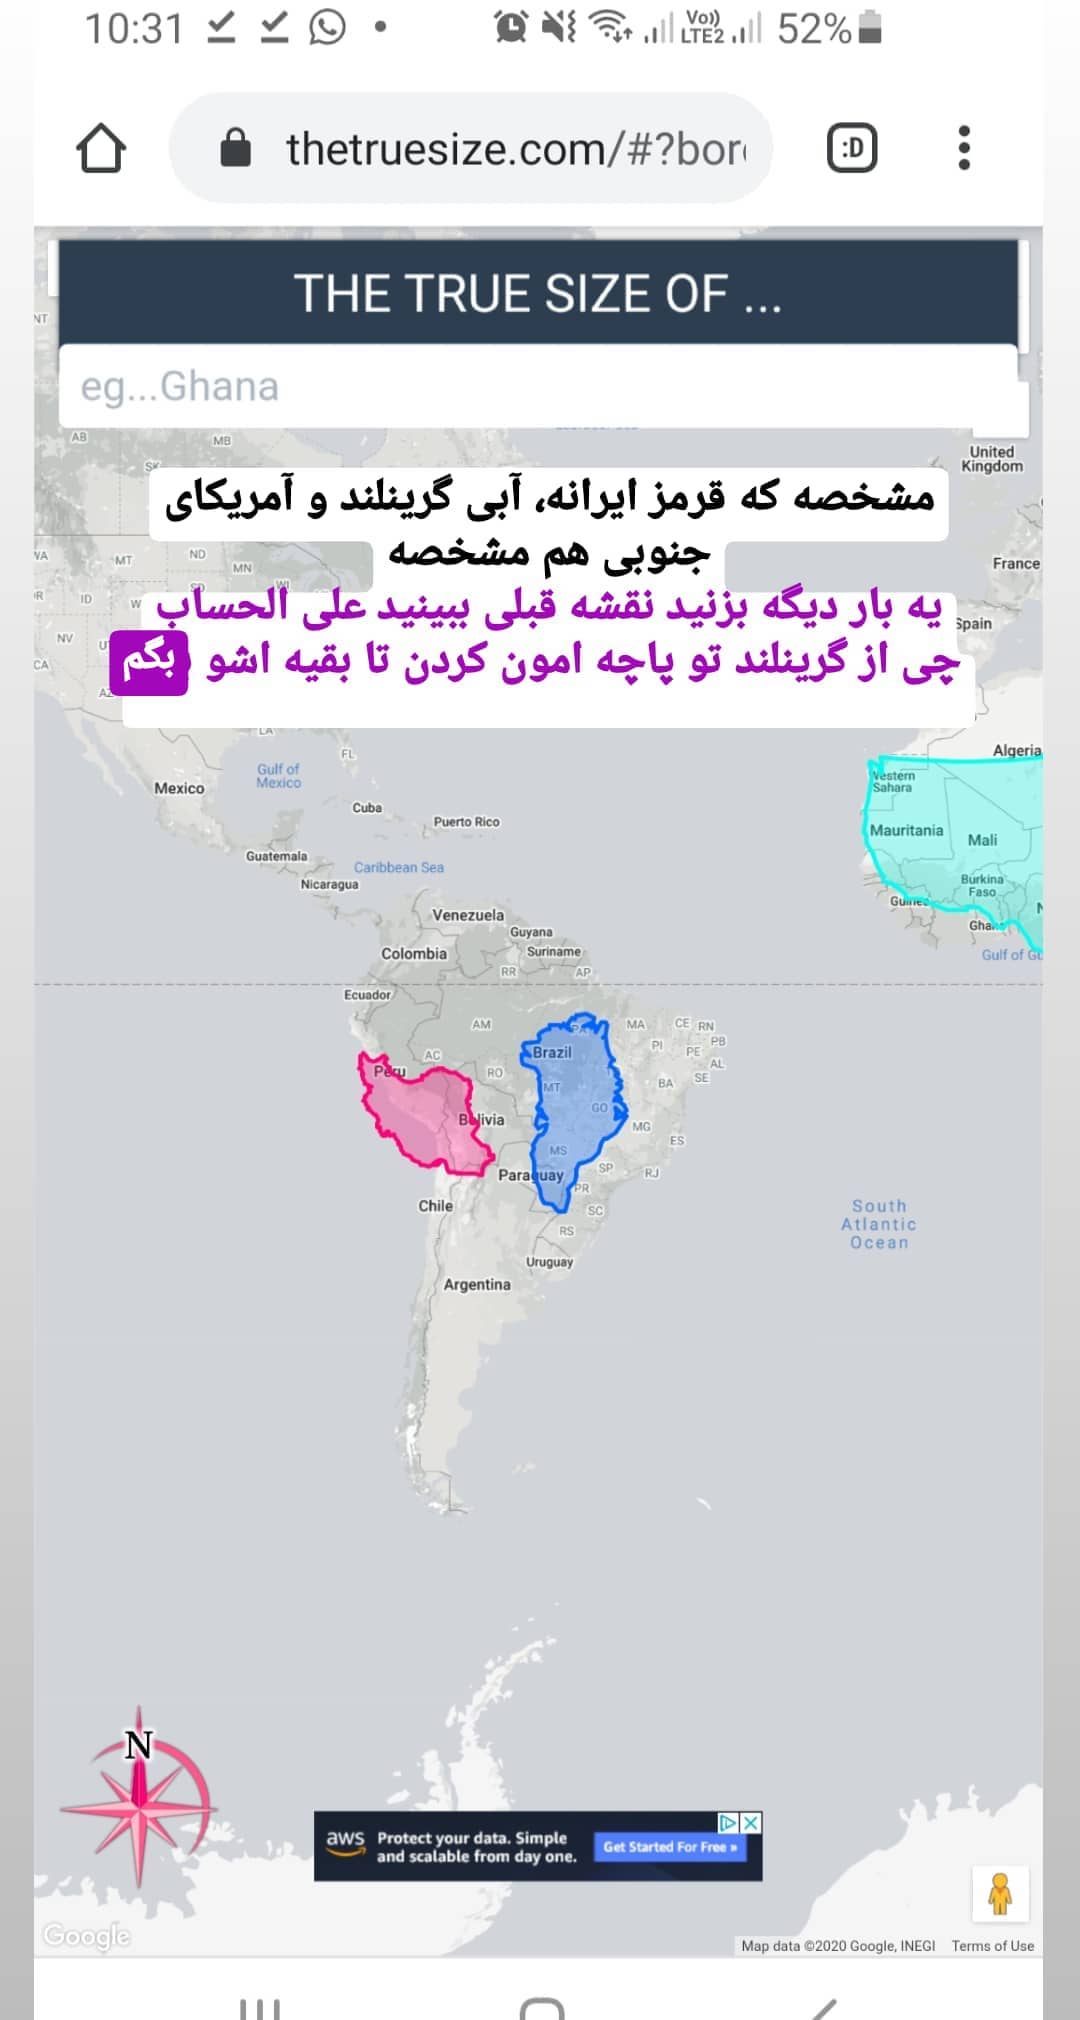 10:31
Vo))
LTE2
52%
thetruesize.com/#?bor
:D
THE TRUE SIZE OF ...
eg...Ghana
NT
AB
MB
SK
United
Kingdom
مشخصه که قرمز ایرانه، آبی گرینلند و آمریکای
جنوبی هم مشخصه
یه بار دیگه بزنید نقشه قبلی ببینید علی الحساب
چی از گرینلند تو پاچه امون کردن تا بقیه اشو بگم
WA
MT
ND
MN
France
OR
ID
SD
WI
Spain
NV
CA
AZ
LA
FL
Algeria
Gulf of
Mexico
Mexico
Western
Sahara
Cuba
Puerto Rico
Mauritania
Mali
Guatemala
Caribbean Sea
Nicaragua
Burkina
Faso
Guinea
Ghana
Venezuela
Guyana
Colombia
Suriname
Gulf of Gu
RR
AP
Ecuador
AM
PA
MA
CE
RN
PI
PB
Brazil
AC
PE
AL
Peru
RO
MT
BA
SE
GO
Bolivia
MG
ES
MS
Paraguay
SP
RJ
PR
Chile
SC
South
Atlantic
Ocean
RS
Uruguay
Argentina
N
aws
Protect your data. Simple
and scalable from day one.
Get Started For Free »
Google
Map data ©2020 Google, INEGI
Terms of Use